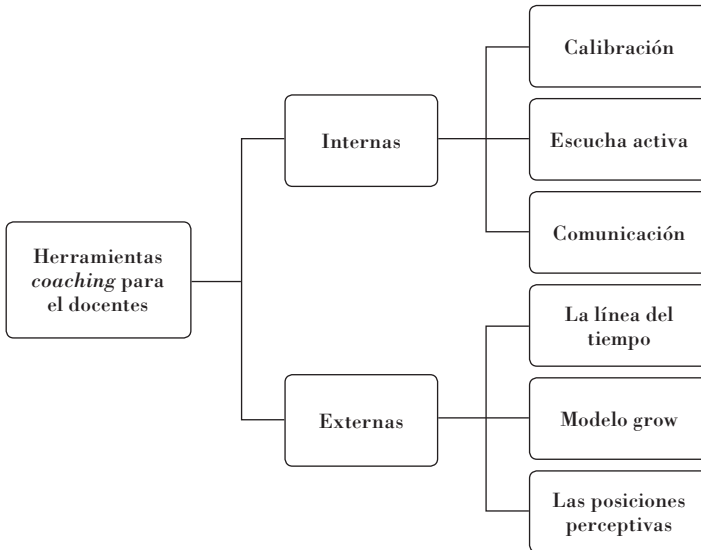 Herramientas
coaching para
el docentes
Internas
Calibración
Escucha activa
Comunicación
Externas
La línea del
tiempo
Modelo grow
Las posiciones
perceptivas